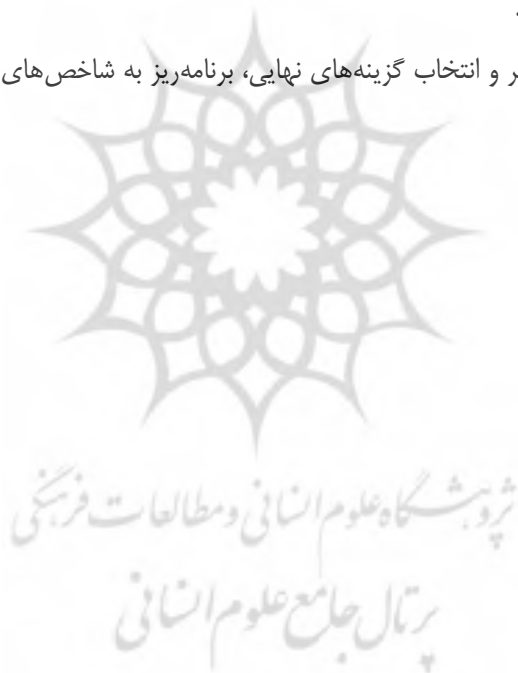 .
ر و انتخاب گزینه‌های نهایی، برنامه‌ریز به شاخص‌های
پژوهشگاه علوم انسانی و مطالعات فرهنگی
پرتال جامع علوم انسانی